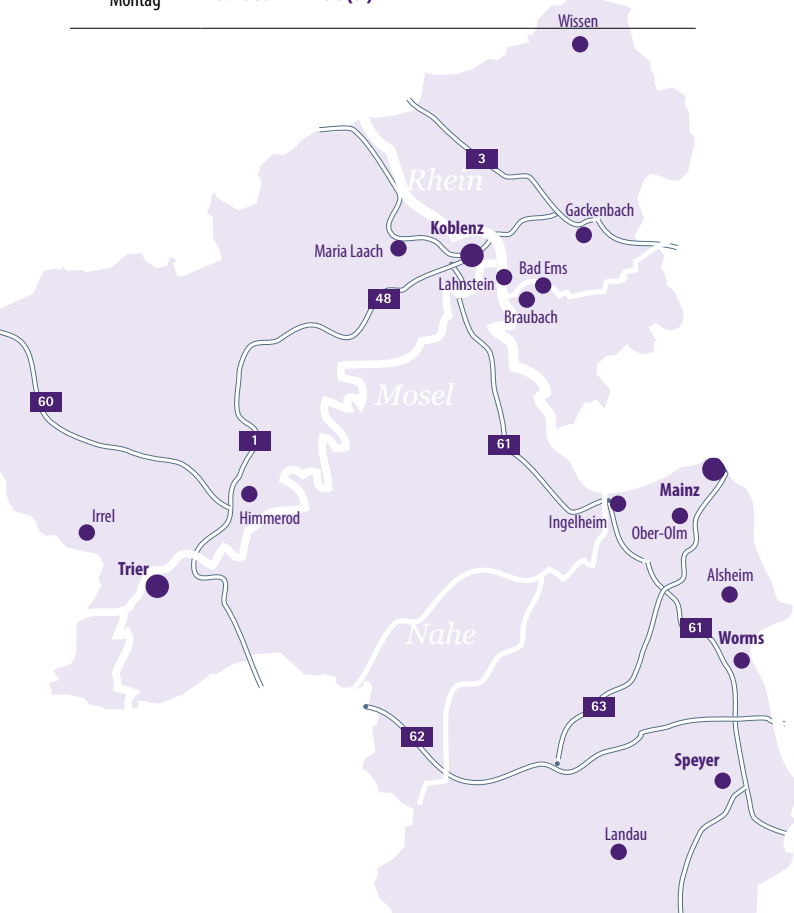 Montag
Wissen
3
Rhein
Gackenbach
Koblenz
Maria Laach
Bad Ems
Lahnstein
48
Braubach
Mosel
60
1
61
Mainz
Himmerod
Irrel
Ingelheim
Ober-Olm
Trier
Alsheim
61
Nahe
Worms
63
62
Speyer
Landau